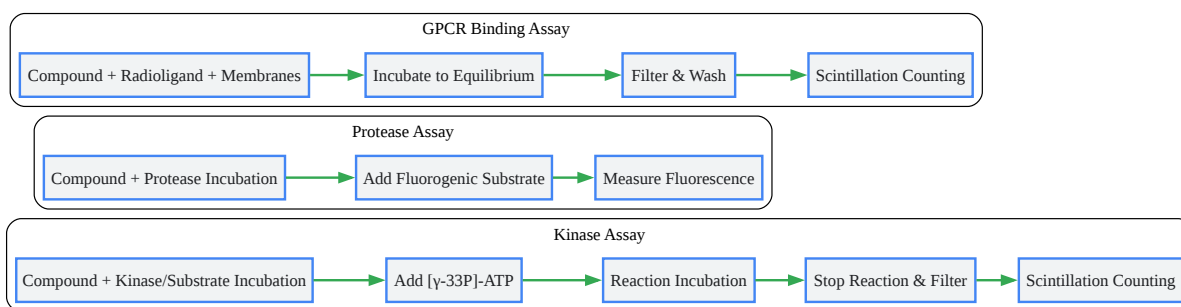 GPCR Binding Assay
Compound + Radioligand + Membranes
Incubate to Equilibrium
Filter & Wash
Scintillation Counting
Protease Assay
Compound + Protease Incubation
Add Fluorogenic Substrate
Measure Fluorescence
Kinase Assay
Compound + Kinase/Substrate Incubation
Add [γ-33P]-ATP
Reaction Incubation
Stop Reaction & Filter
Scintillation Counting